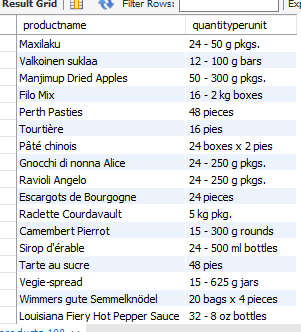 Result Grid Filter Rows: Exp
productname quantityperunit
Maxilaku 24 - 50 g pkgs.
Valkoinen suklaa 12 - 100 g bars
Manjimup Dried Apples 50 - 300 g pkgs.
Filo Mix 16 - 2 kg boxes
Perth Pasties 48 pieces
Tourtière 16 pies
Pâté chinois 24 boxes x 2 pies
Gnocchi di nonna Alice 24 - 250 g pkgs.
Ravioli Angelo 24 - 250 g pkgs.
Escargots de Bourgogne 24 pieces
Raclette Courdavault 5 kg pkg.
Camembert Pierrot 15 - 300 g rounds
Sirop d'érable 24 - 500 ml bottles
Tarte au sucre 48 pies
Vegie-spread 15 - 625 g jars
Wimmers gute Semmelknödel 20 bags x 4 pieces
Louisiana Fiery Hot Pepper Sauce 32 - 8 oz bottles